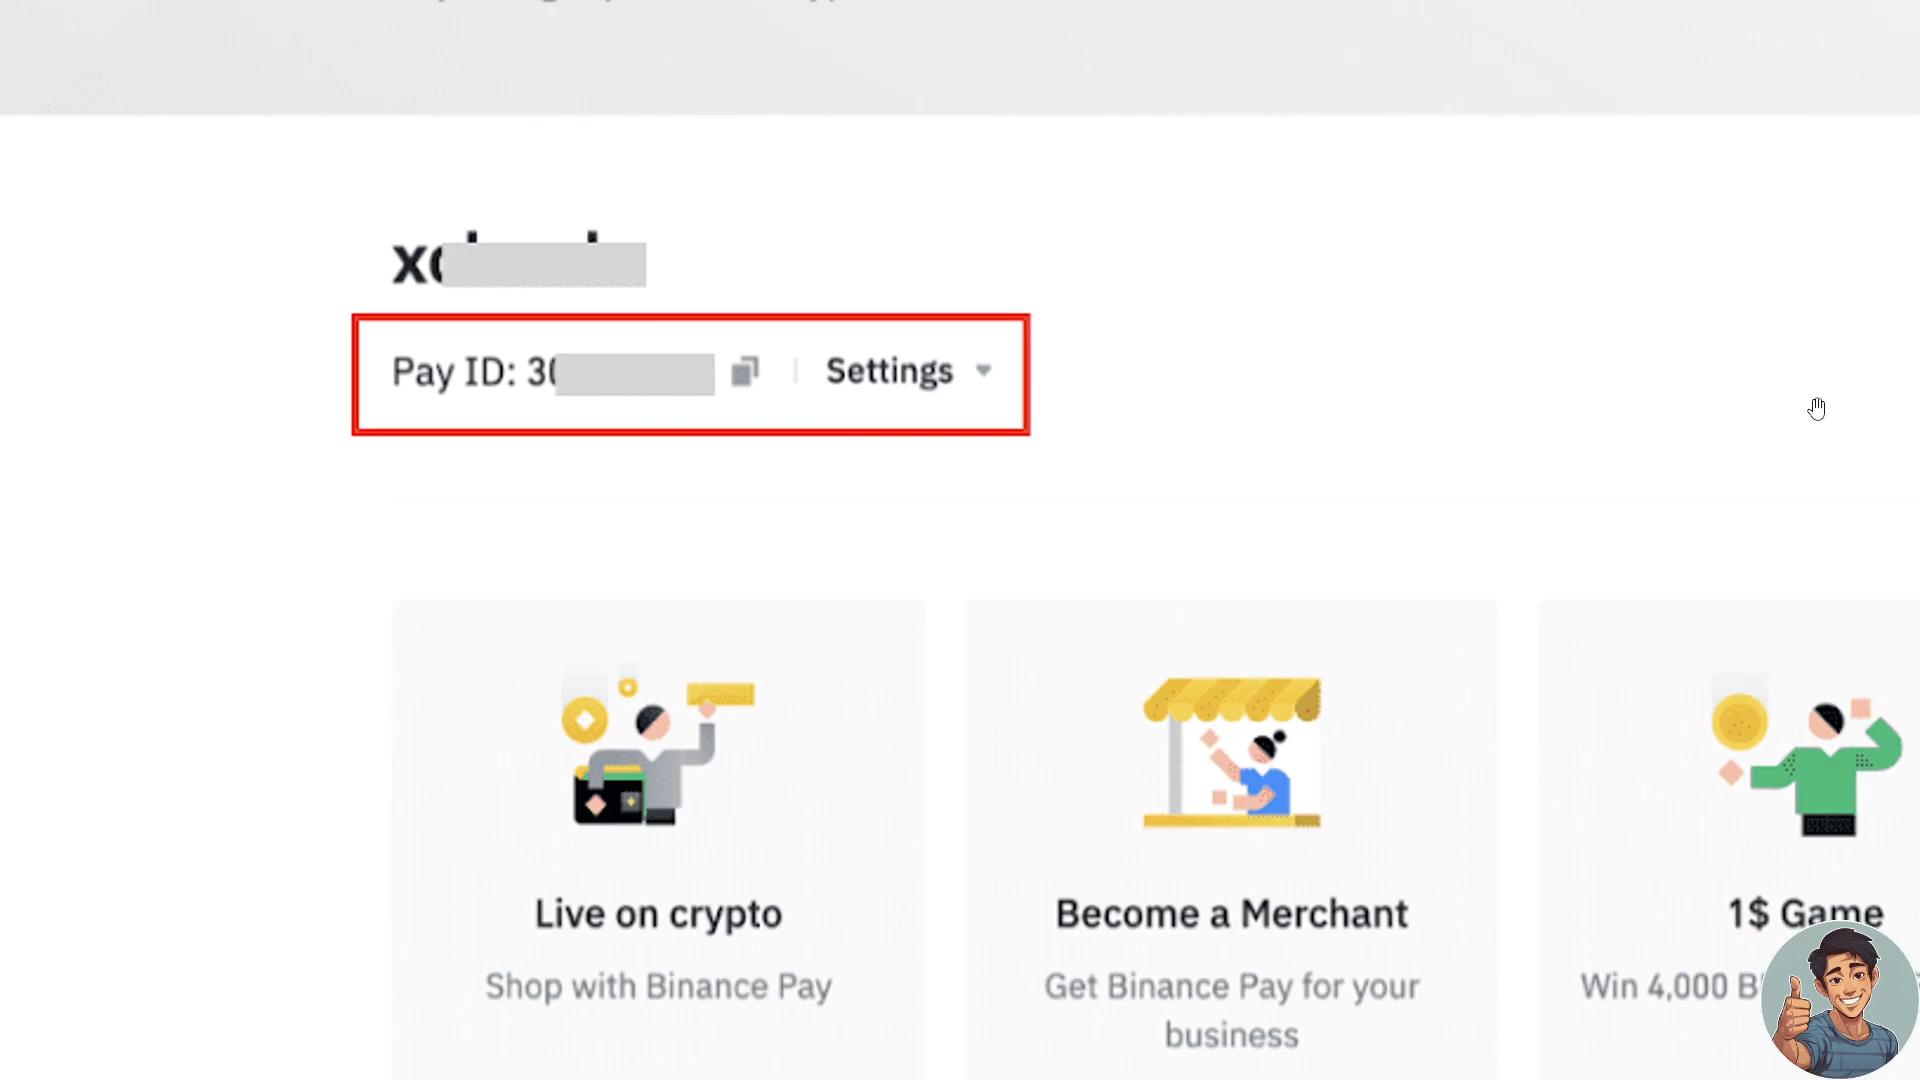 Pay ID: 30
Settings
Live on crypto
Shop with Binance Pay
Become a Merchant
Get Binance Pay for your
business
1$ Game
Win 4,000